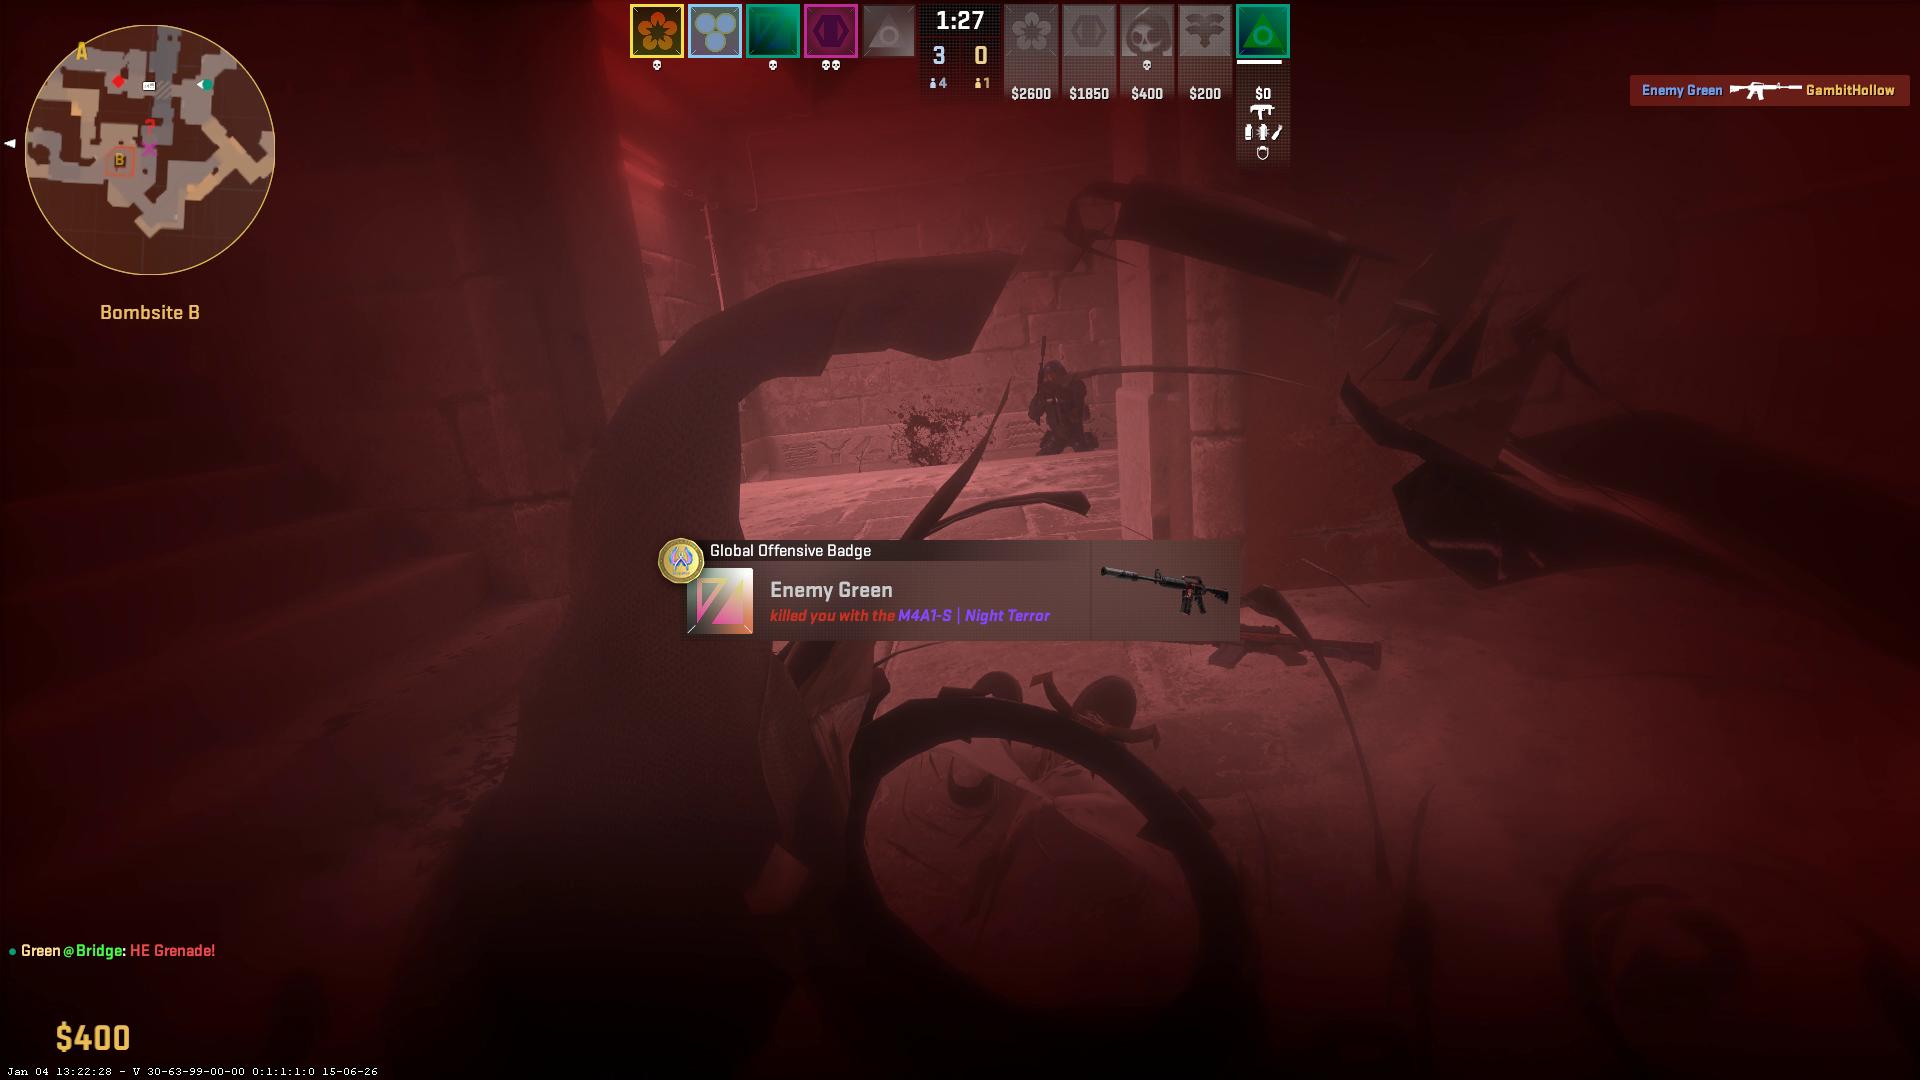 A
B
Bombsite B
1:27
3 0
4 1
$2600 $1850 $400 $200 $0
Enemy Green GambitHollow
Global Offensive Badge
Enemy Green
killed you with the M4A1-S | Night Terror
Green @ Bridge: HE Grenade!
$400
Jan 04 13:22:28 - V 30-63-99-00-00 0:1:1:1:0 15-06-26